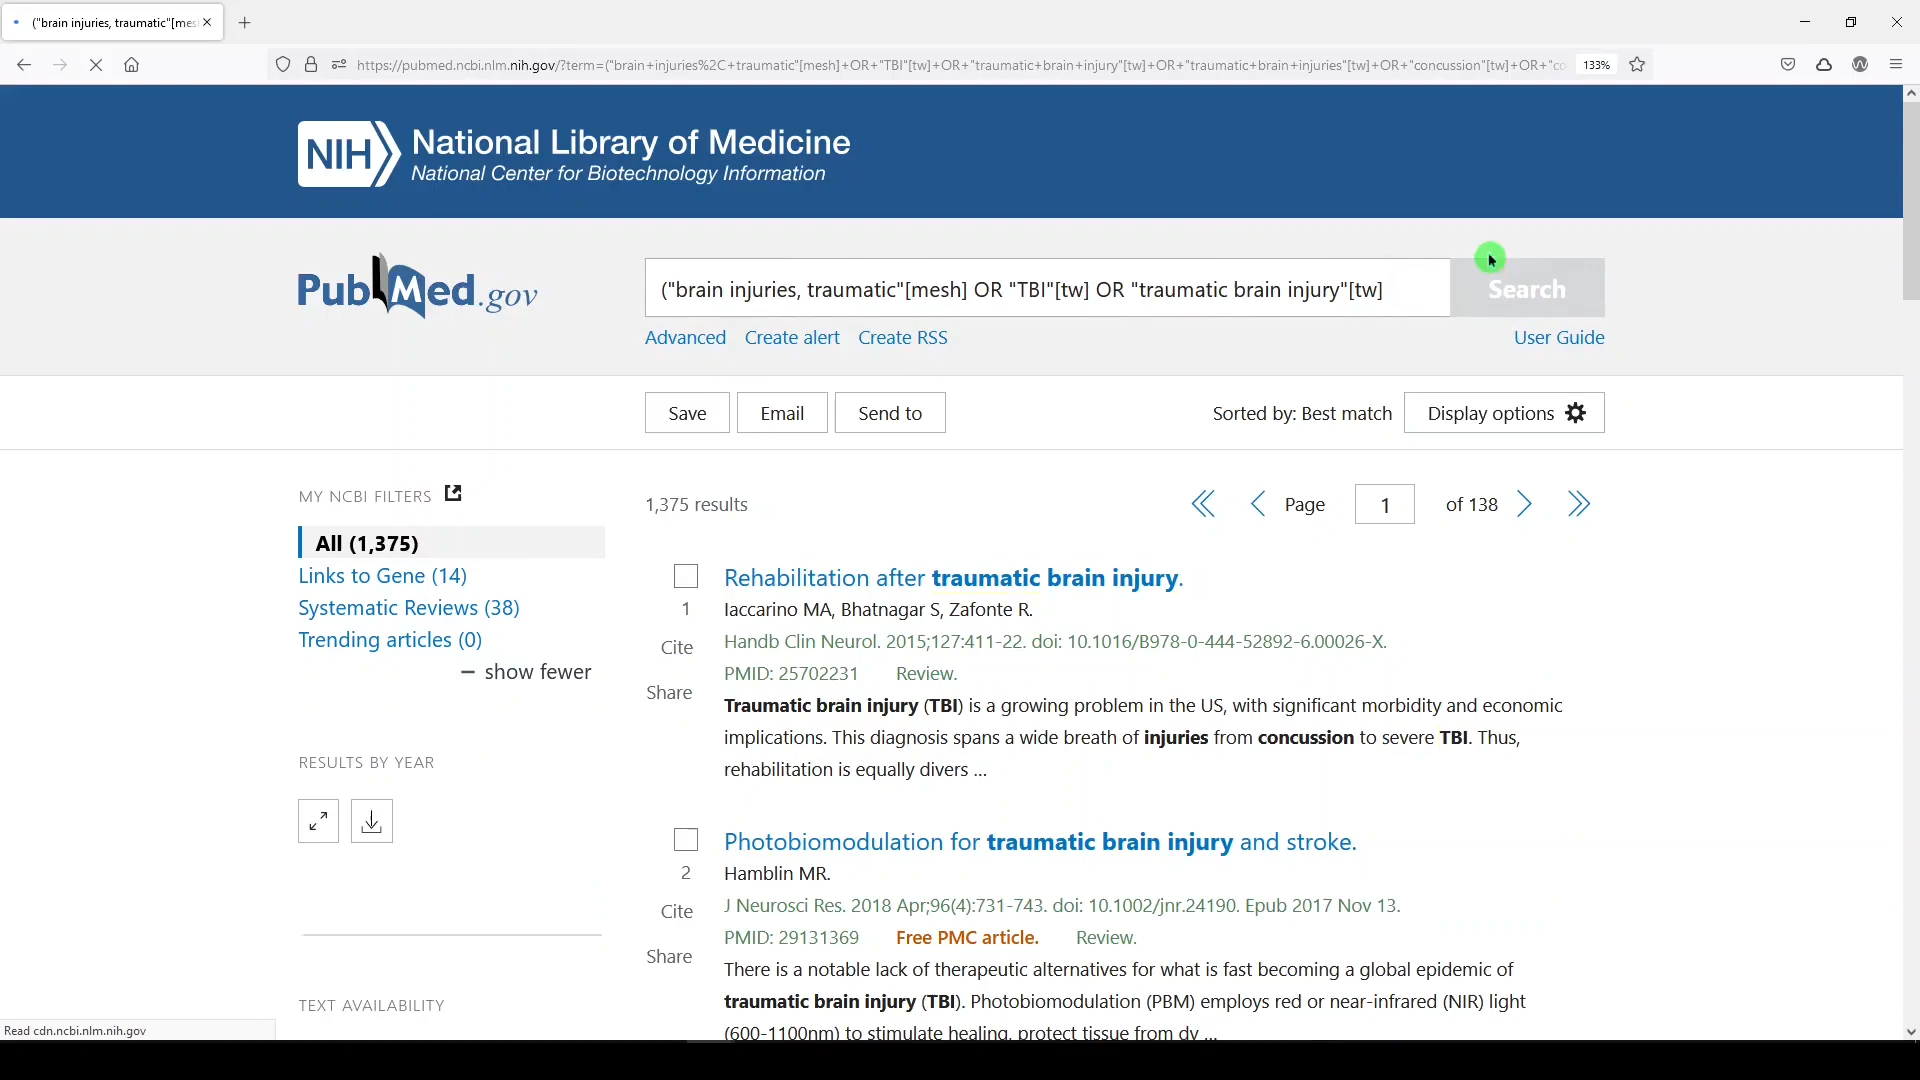 ("brain injuries, traumatic"[mes
https://pubmed.ncbi.nlm.nih.gov/?term=("brain+injuries%2C+traumatic"[mesh]+OR+"TBI"[tw]+OR+"traumatic+brain+injury"[tw]+OR+"traumatic+brain+injuries"[tw]+OR+"concussion"[tw]+OR+"co 133%
NIH National Library of Medicine
National Center for Biotechnology Information
PubMed.gov
("brain injuries, traumatic"[mesh] OR "TBI"[tw] OR "traumatic brain injury"[tw] Search
Advanced Create alert Create RSS User Guide
Save Email Send to Sorted by: Best match Display options
MY NCBI FILTERS
All (1,375)
Links to Gene (14)
Systematic Reviews (38)
Trending articles (0)
— show fewer
RESULTS BY YEAR
TEXT AVAILABILITY
1,375 results Page 1 of 138
Rehabilitation after traumatic brain injury.
1 Iaccarino MA, Bhatnagar S, Zafonte R.
Cite Handb Clin Neurol. 2015;127:411-22. doi: 10.1016/B978-0-444-52892-6.00026-X.
PMID: 25702231 Review.
Share
Traumatic brain injury (TBI) is a growing problem in the US, with significant morbidity and economic
implications. This diagnosis spans a wide breath of injuries from concussion to severe TBI. Thus,
rehabilitation is equally divers ...
Photobiomodulation for traumatic brain injury and stroke.
2 Hamblin MR.
Cite J Neurosci Res. 2018 Apr;96(4):731-743. doi: 10.1002/jnr.24190. Epub 2017 Nov 13.
PMID: 29131369 Free PMC article. Review.
Share
There is a notable lack of therapeutic alternatives for what is fast becoming a global epidemic of
traumatic brain injury (TBI). Photobiomodulation (PBM) employs red or near-infrared (NIR) light
(600-1100nm) to stimulate healing, protect tissue from dy ...
Read cdn.ncbi.nlm.nih.gov